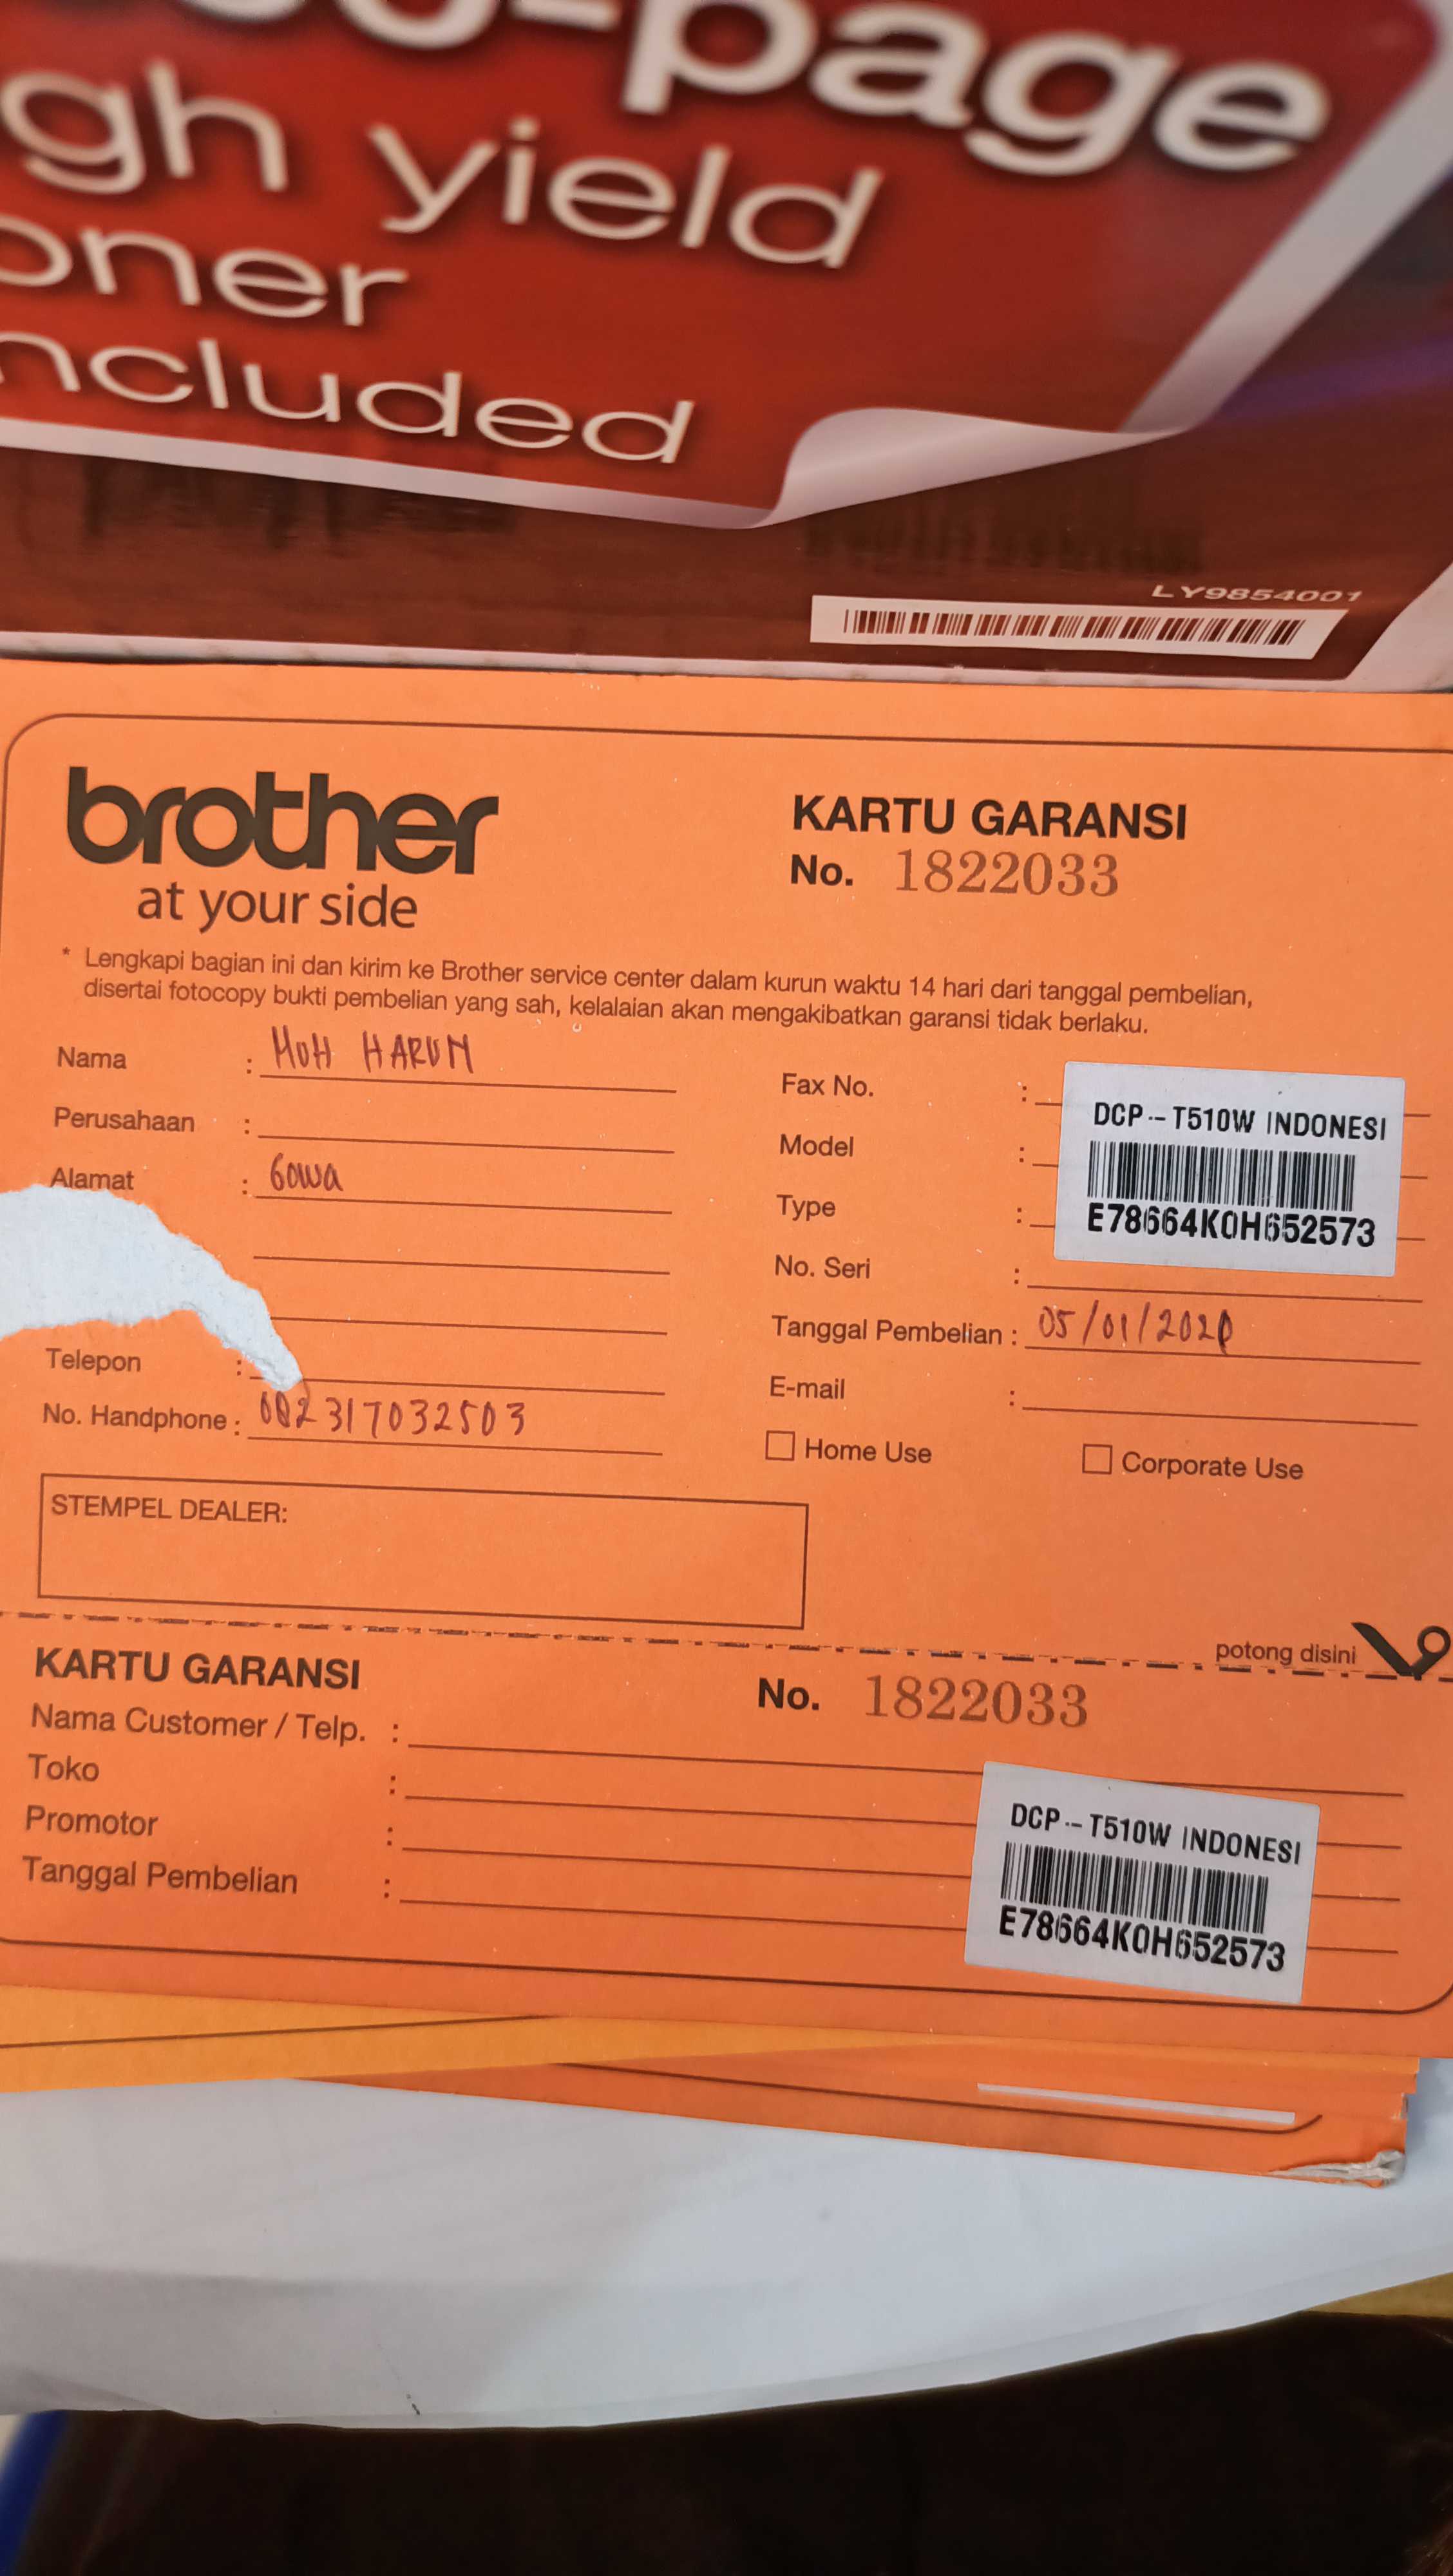 -page
gh yield
oner
ncluded
LY9854001
brother
at your side
KARTU GARANSI
No. 1822033
* Lengkapi bagian ini dan kirim ke Brother service center dalam kurun waktu 14 hari dari tanggal pembelian,
disertai fotocopy bukti pembelian yang sah, kelalaian akan mengakibatkan garansi tidak berlaku.
Nama : MOH HARUN
Perusahaan :
Alamat : Gowa
Telepon :
No. Handphone :
Fax No. :
Model :
Type :
No. Seri :
DCP-T510W INDONESI
E78664K0H652573
Tanggal Pembelian : 05/01/2021
E-mail :
Home Use
Corporate Use
STEMPEL DEALER:
potong disini
KARTU GARANSI
No. 1822033
Nama Customer / Telp. :
Toko :
Promotor :
Tanggal Pembelian :
DCP-T510W INDONESI
E78664K0H652573